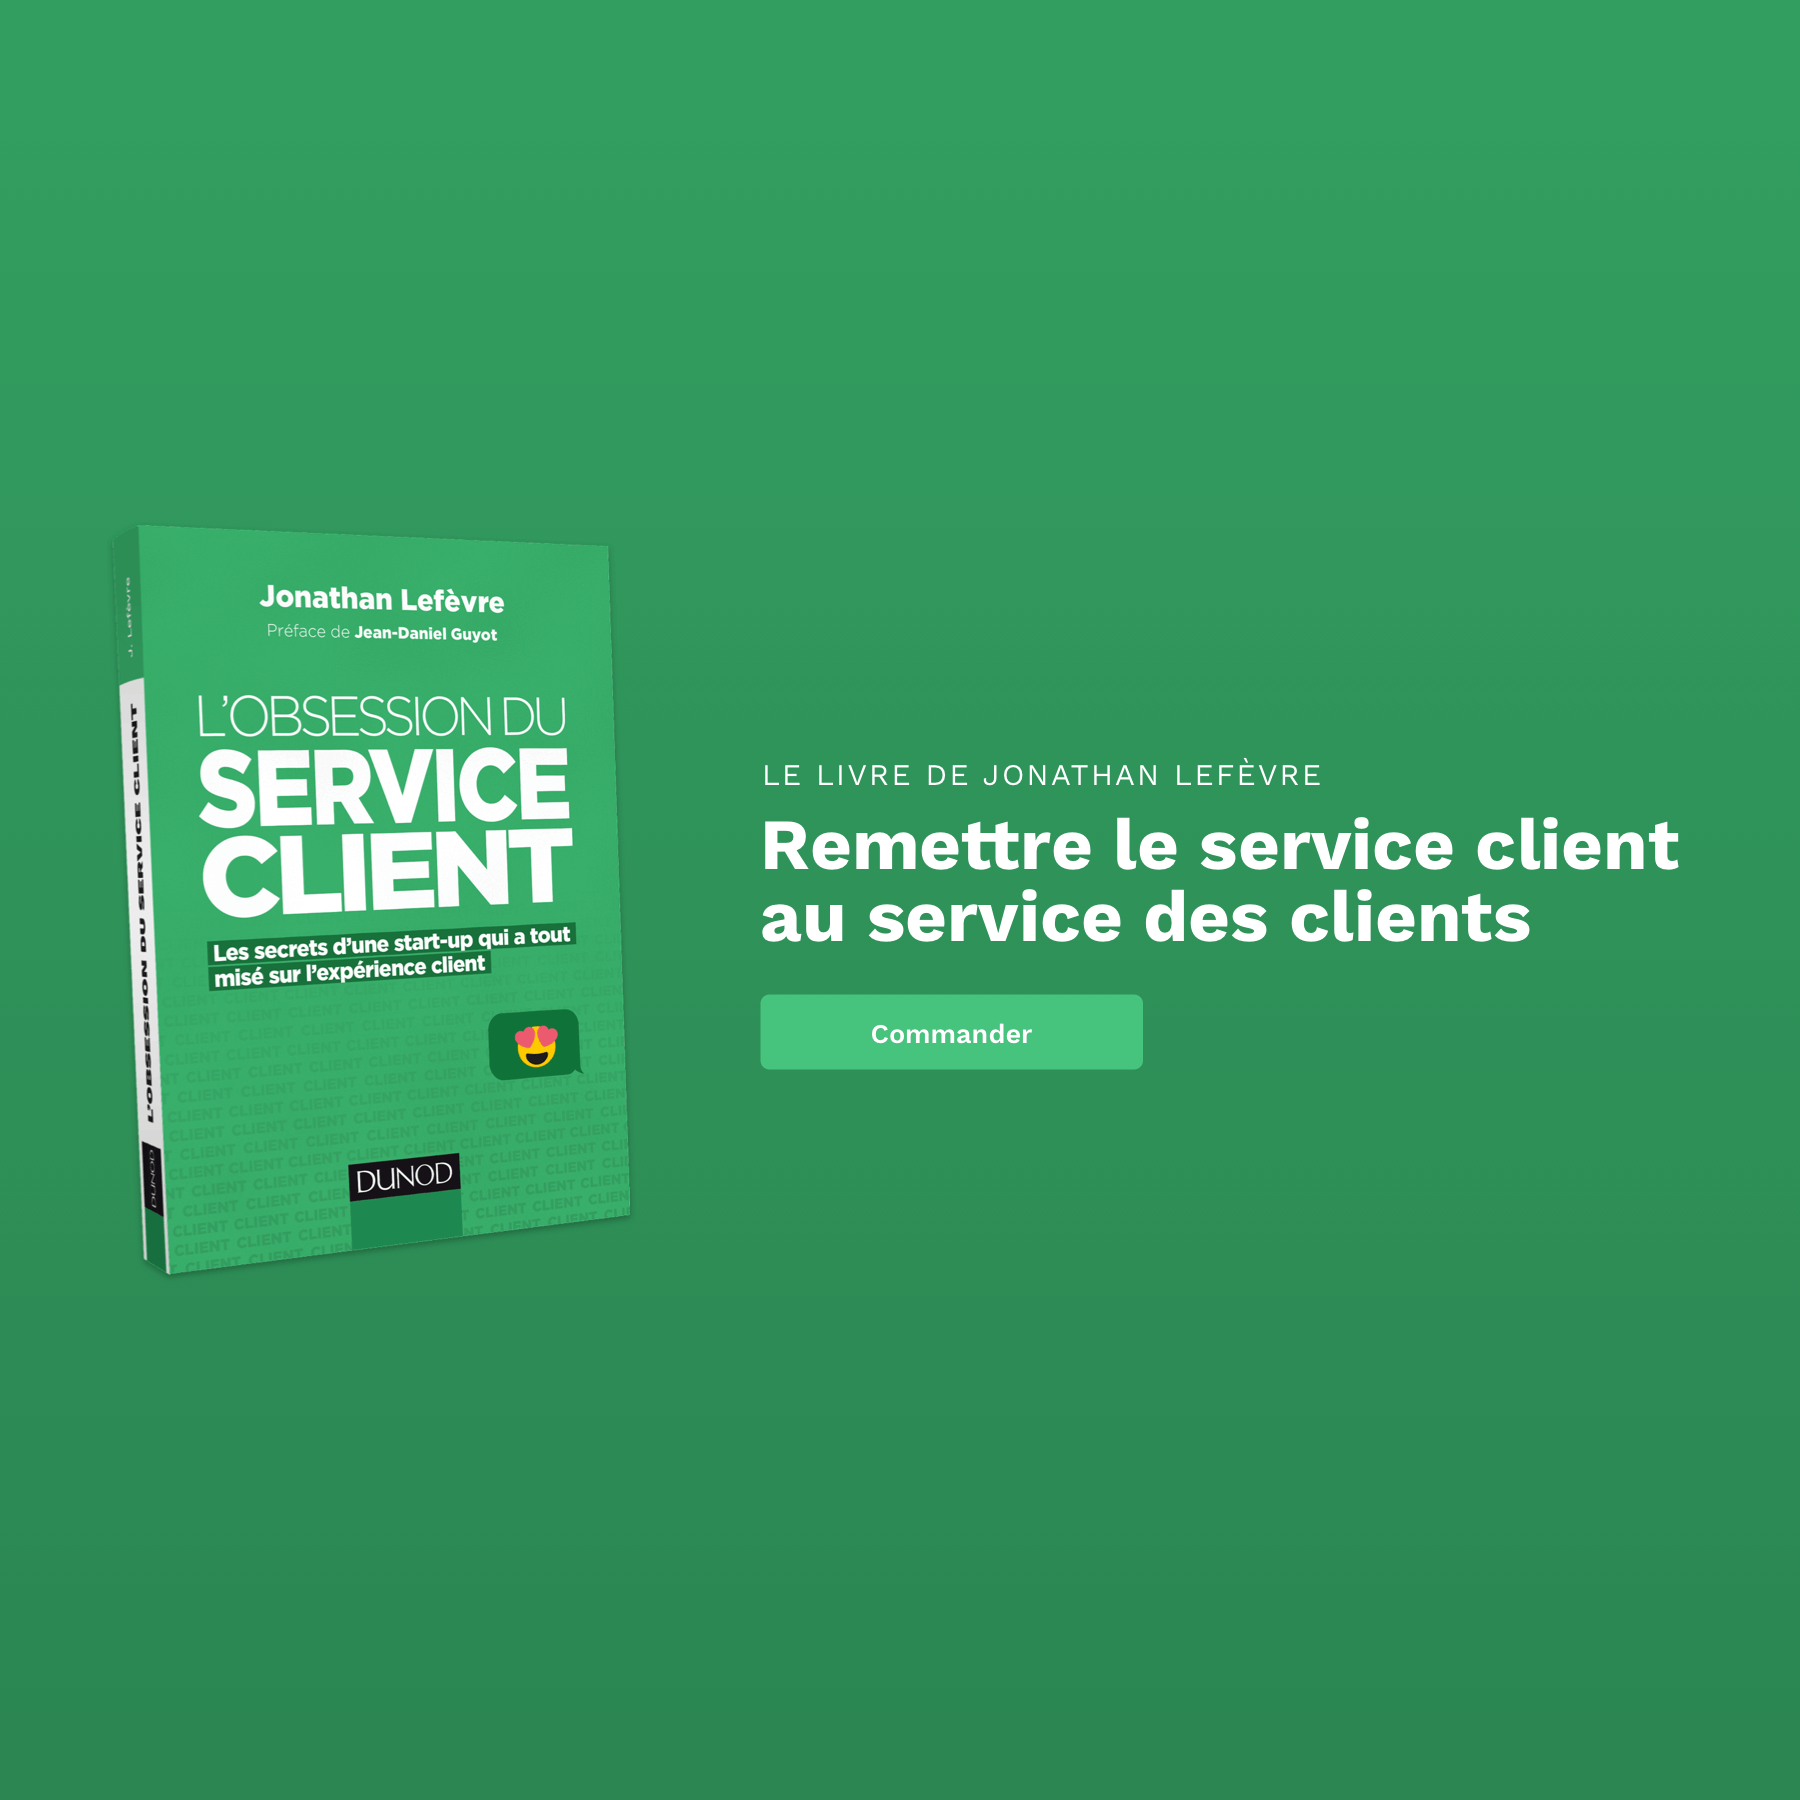 Jonathan Lefèvre
Préface de Jean-Daniel Guyot
L'OBSESSION DU
SERVICE
CLIENT
Les secrets d'une start-up qui a tout
misé sur l'expérience client
DUNOD
J. Lefèvre
L'OBSESSION DU SERVICE CLIENT
DUNOD
LE LIVRE DE JONATHAN LEFÈVRE
Remettre le service client
au service des clients
Commander